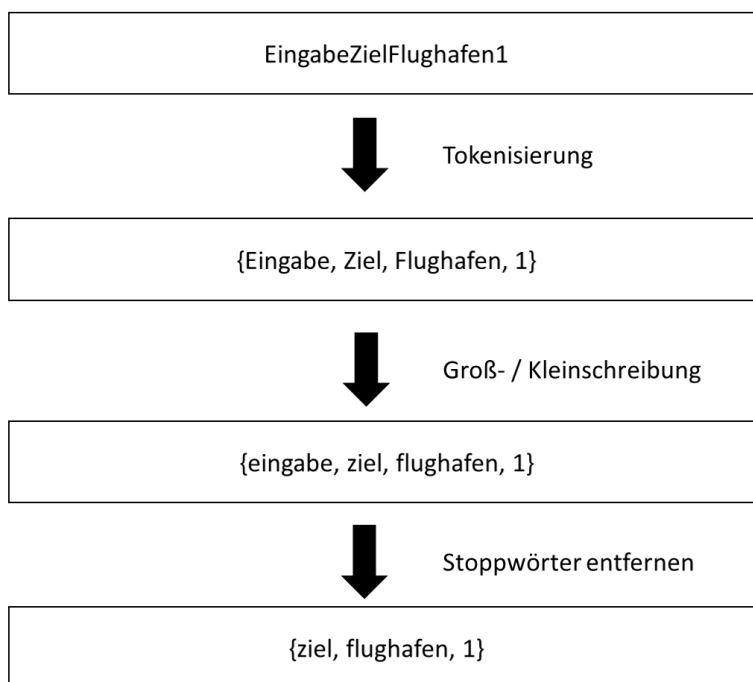 EingabeZielFlughafen1
Tokenisierung
{Eingabe, Ziel, Flughafen, 1}
Groß- / Kleinschreibung
{eingabe, ziel, flughafen, 1}
Stoppwörter entfernen
{ziel, flughafen, 1}